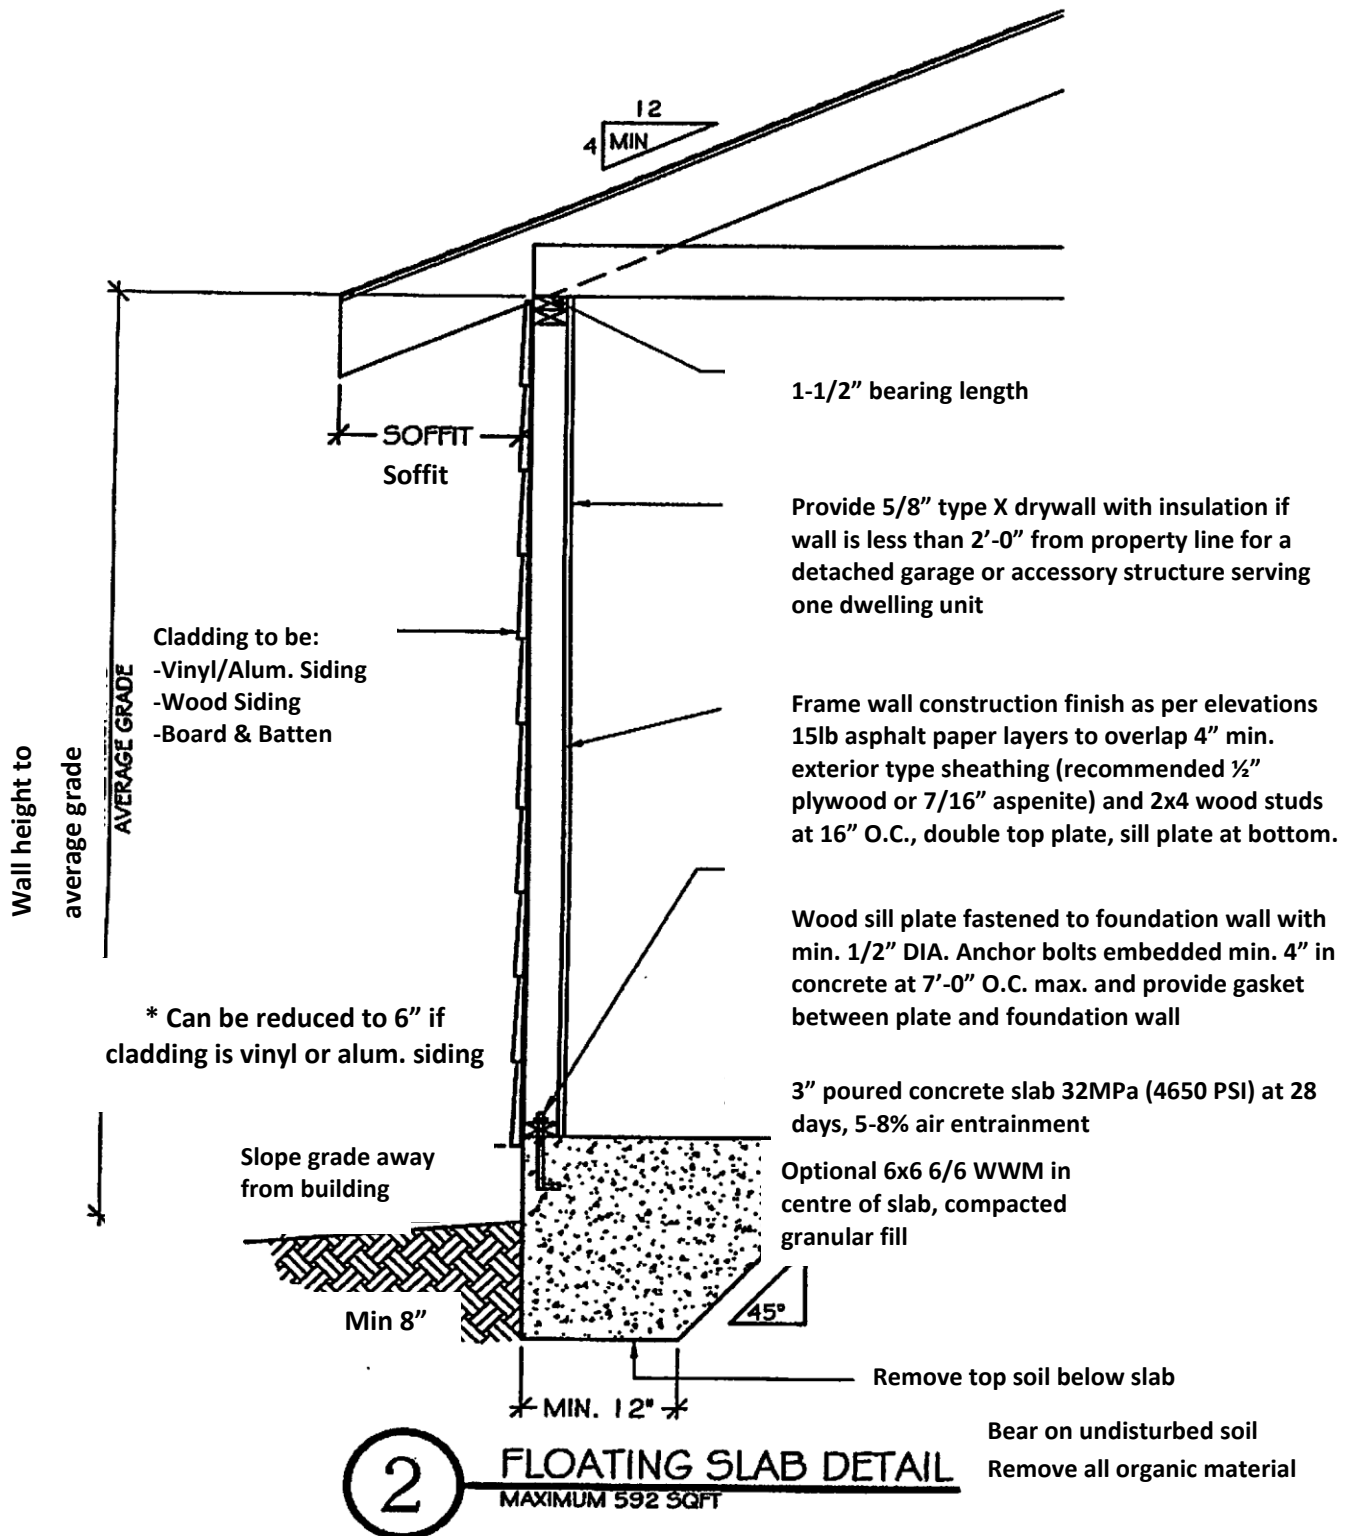 12
4 MIN
1-1/2” bearing length
SOFFIT
Soffit
Provide 5/8” type X drywall with insulation if
wall is less than 2’-0” from property line for a
detached garage or accessory structure serving
one dwelling unit
Cladding to be:
-Vinyl/Alum. Siding
-Wood Siding
-Board & Batten
Wall height to
average grade
AVERAGE GRADE
Frame wall construction finish as per elevations
15lb asphalt paper layers to overlap 4” min.
exterior type sheathing (recommended ½”
plywood or 7/16” aspenite) and 2x4 wood studs
at 16” O.C., double top plate, sill plate at bottom.
Wood sill plate fastened to foundation wall with
min. 1/2” DIA. Anchor bolts embedded min. 4” in
concrete at 7’-0” O.C. max. and provide gasket
between plate and foundation wall
* Can be reduced to 6” if
cladding is vinyl or alum. siding
3” poured concrete slab 32MPa (4650 PSI) at 28
days, 5-8% air entrainment
Slope grade away
from building
Optional 6x6 6/6 WWM in
centre of slab, compacted
granular fill
45°
Min 8”
Remove top soil below slab
MIN. 12"
Bear on undisturbed soil
Remove all organic material
2
FLOATING SLAB DETAIL
MAXIMUM 592 SQFT